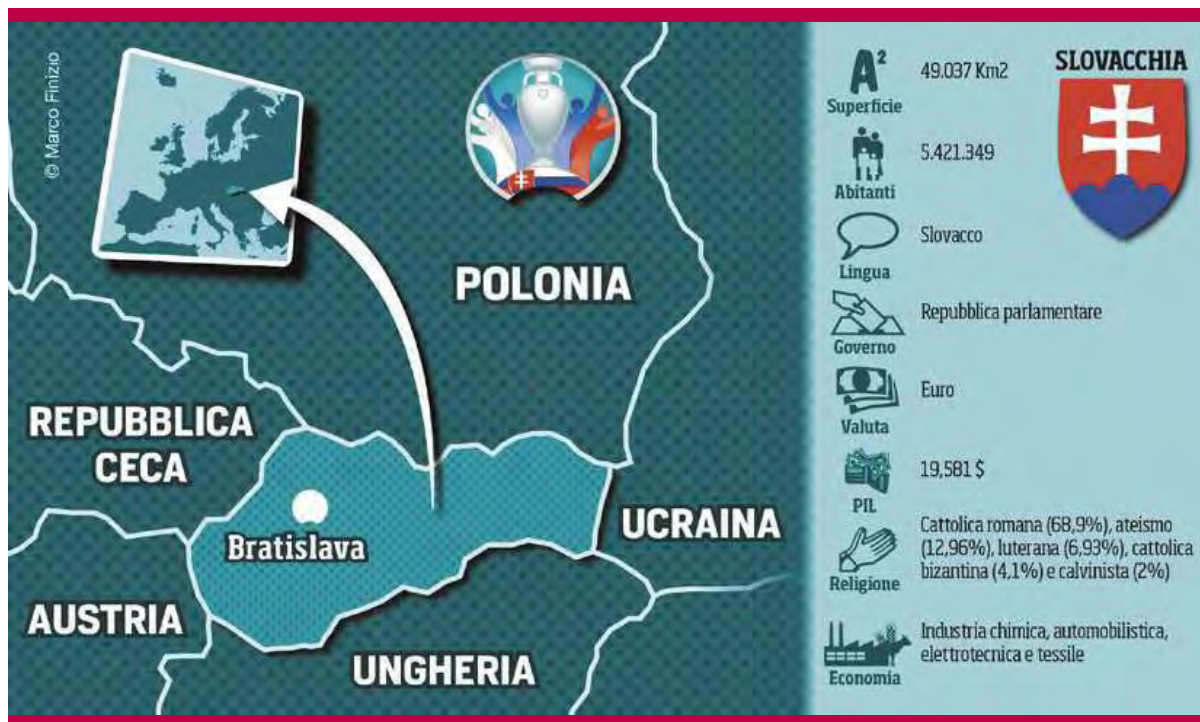 © Marco Finizio
POLONIA
REPUBBLICA
CECA
Bratislava
UCRAINA
AUSTRIA
UNGHERIA
SLOVACCHIA
A²
Superficie
49.037 Km2
Abitanti
5.421.349
Lingua
Slovacco
Governo
Repubblica parlamentare
Valuta
Euro
PIL
19,581 $
Religione
Cattolica romana (68,9%), ateismo
(12,96%), luterana (6,93%), cattolica
bizantina (4,1%) e calvinista (2%)
Economia
Industria chimica, automobilistica,
elettrotecnica e tessile